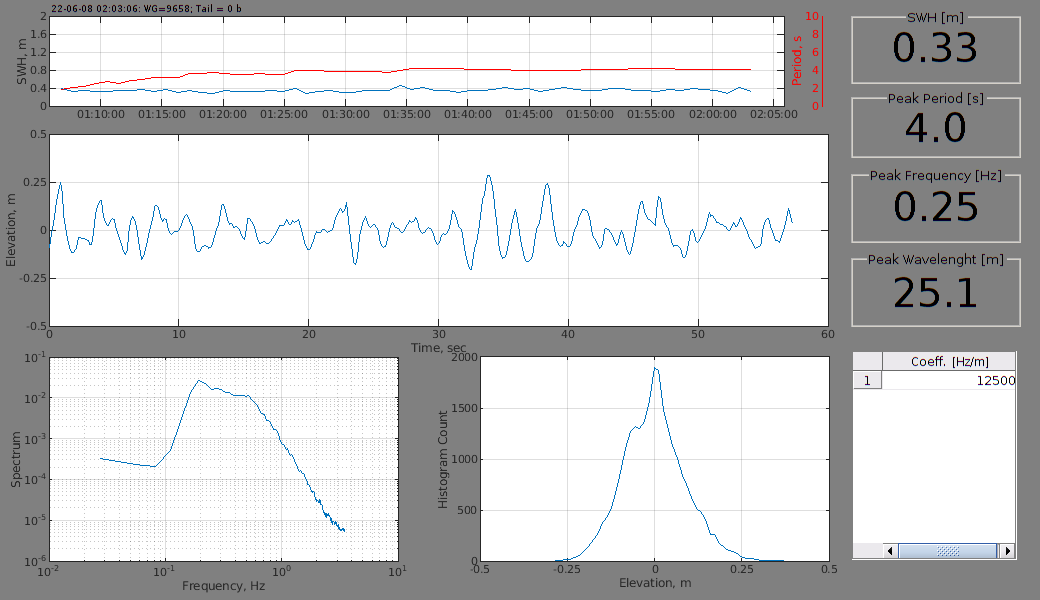 22-06-08 02:03:06: WG=9658; Tail = 0 b
2
1.6
1.2
0.8
0.4
0
SWH, m
01:10:00 01:15:00 01:20:00 01:25:00 01:30:00 01:35:00 01:40:00 01:45:00 01:50:00 01:55:00 02:00:00 02:05:00
10
8
6
4
2
0
Period, s
SWH [m]
0.33
Peak Period [s]
4.0
Peak Frequency [Hz]
0.25
Peak Wavelenght [m]
25.1
0.5
0.25
0
-0.25
-0.5
Elevation, m
0 10 20 30 40 50 60
Time, sec
10-1
10-2
10-3
10-4
10-5
10-6
Spectrum
10-2 10-1 100 101
Frequency, Hz
2000
1500
1000
500
0
Histogram Count
-0.5 -0.25 0 0.25 0.5
Elevation, m
Coeff. [Hz/m]
1 12500